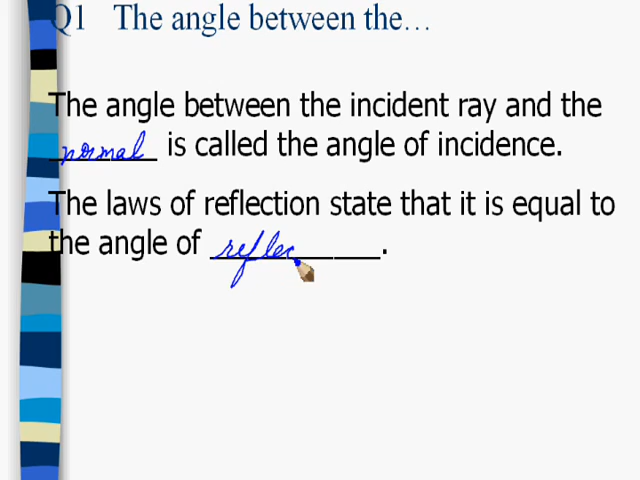 Q1 The angle between the…
The angle between the incident ray and the
normal is called the angle of incidence.
The laws of reflection state that it is equal to
the angle of reflec.